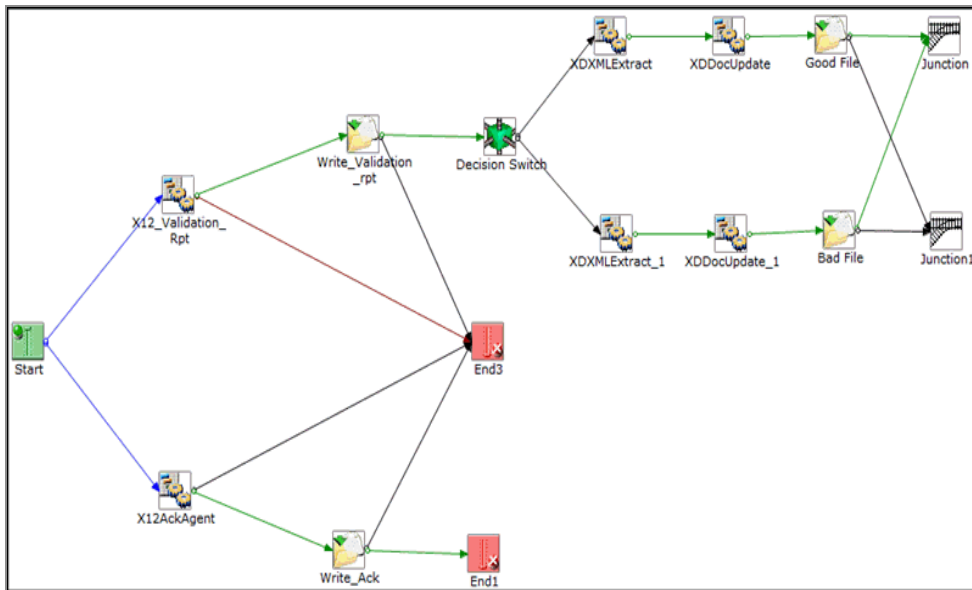 XDXMLExtract
XDDocUpdate
Good File
Junction
Write_Validation
_rpt
Decision Switch
X12_Validation_
Rpt
XDXMLExtract_1
XDDocUpdate_1
Bad File
Junction1
Start
End3
X12AckAgent
Write_Ack
End1